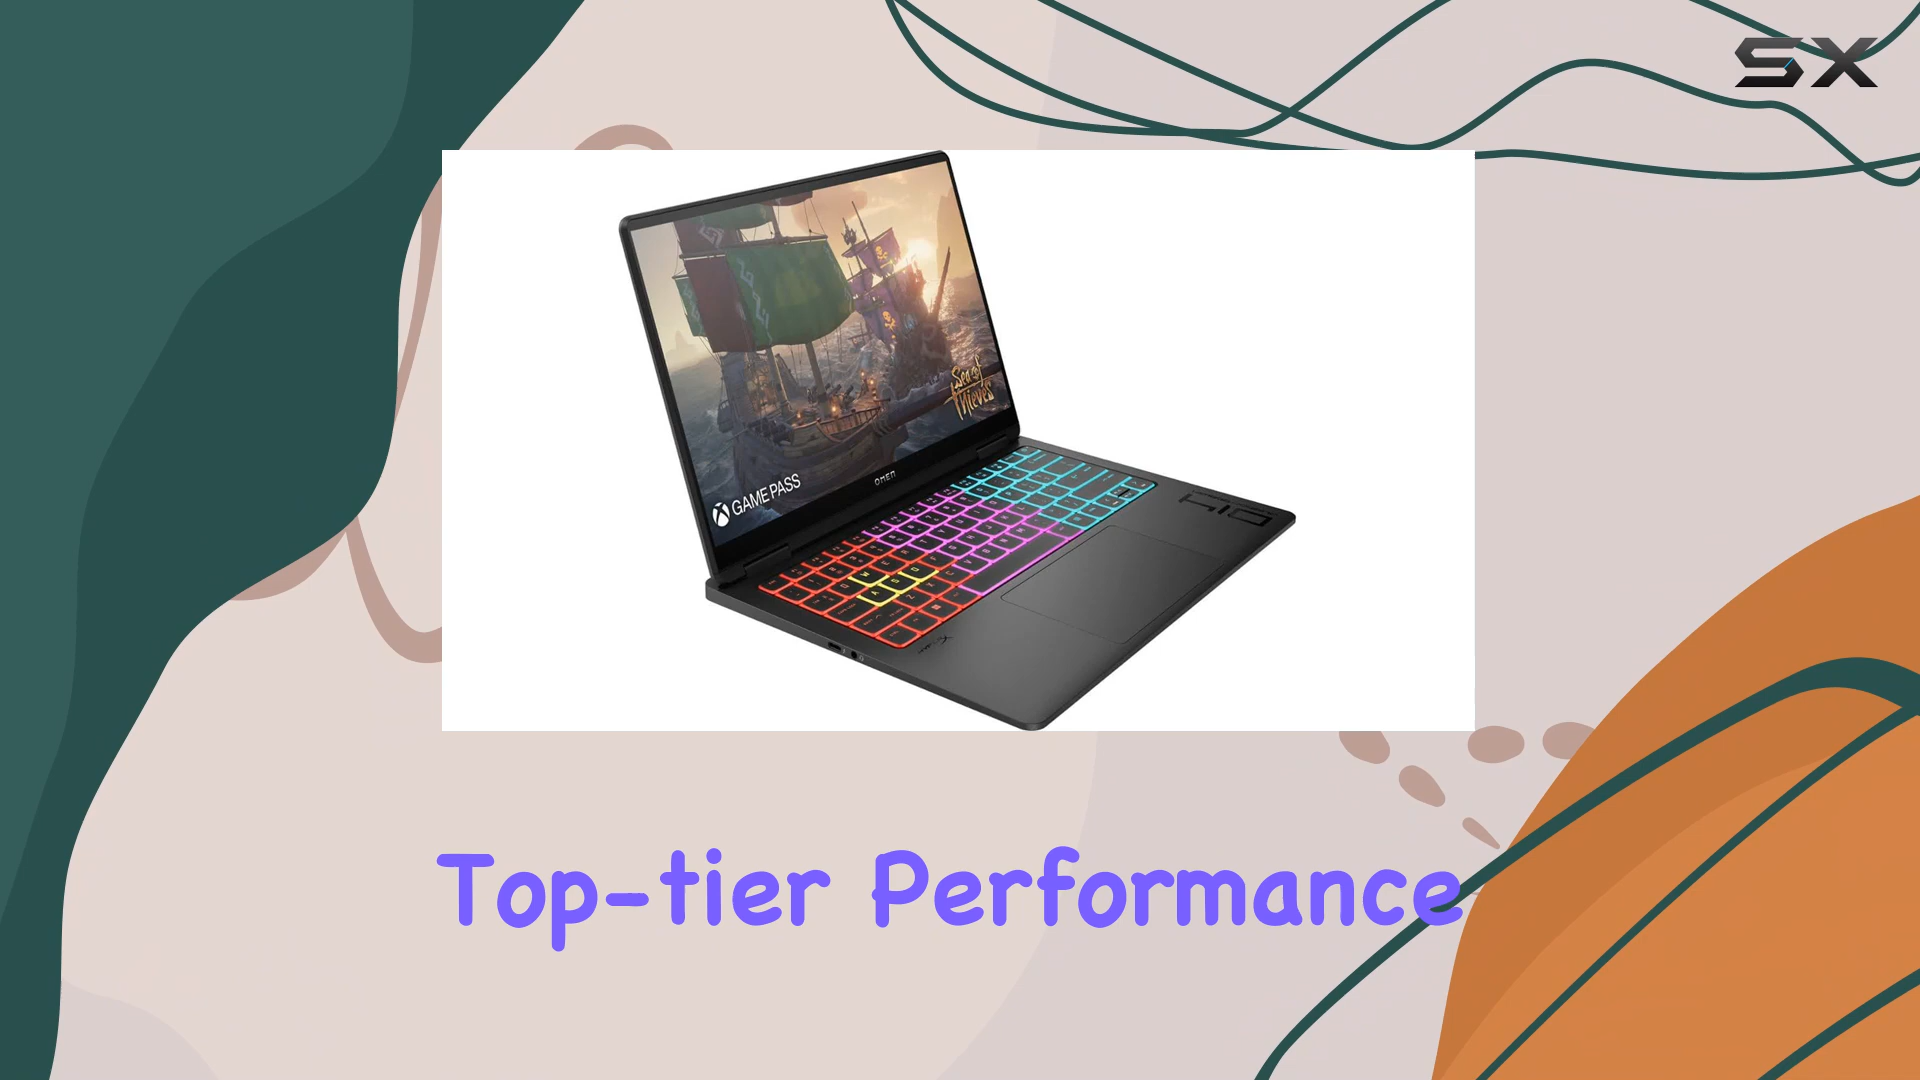 SX
Sea of
Thieves
GAME PASS
OMEN
Top-tier Performance